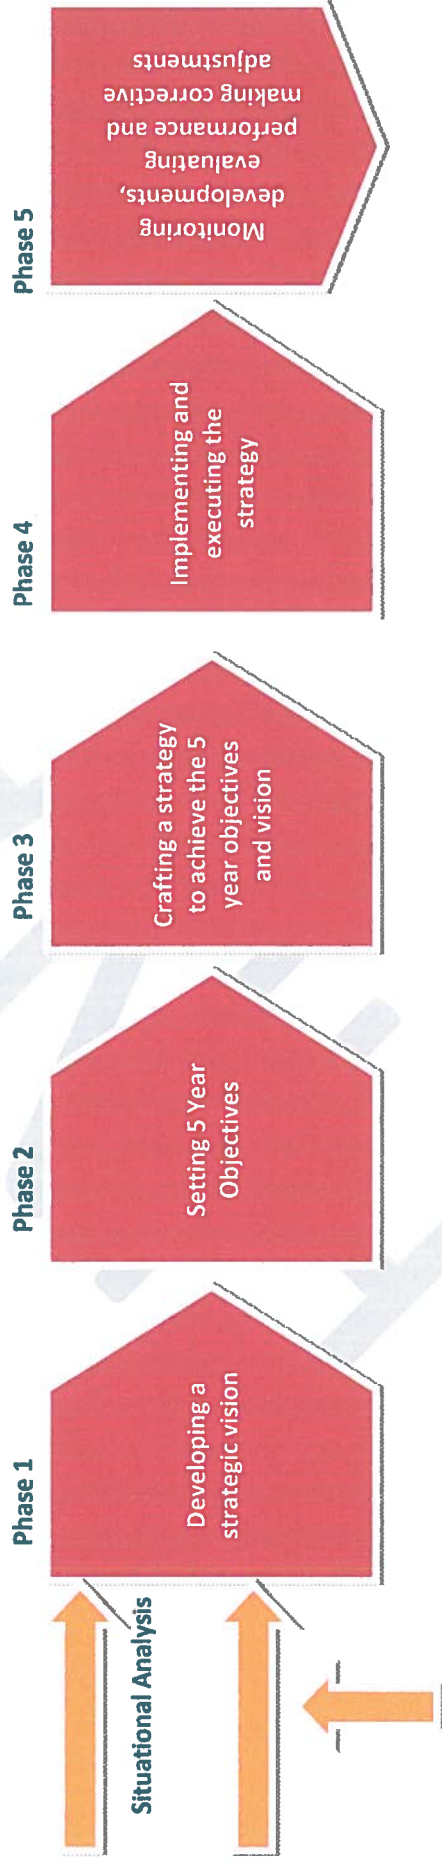 Situational Analysis
Phase 1
Developing a
strategic vision
Phase 2
Setting 5 Year
Objectives
Phase 3
Crafting a strategy
to achieve the 5
year objectives
and vision
Phase 4
Implementing and
executing the
strategy
Phase 5
Monitoring
developments,
evaluating
performance and
making corrective
adjustments